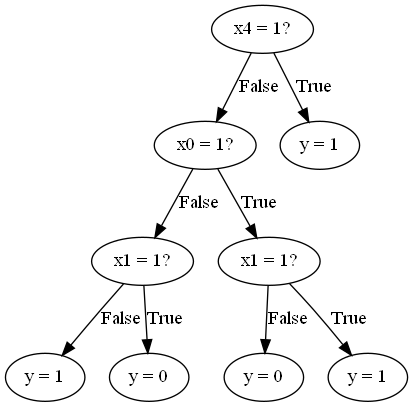 x4 = 1?
False
True
x0 = 1?
y = 1
False
True
x1 = 1?
x1 = 1?
False
True
False
True
y = 1
y = 0
y = 0
y = 1